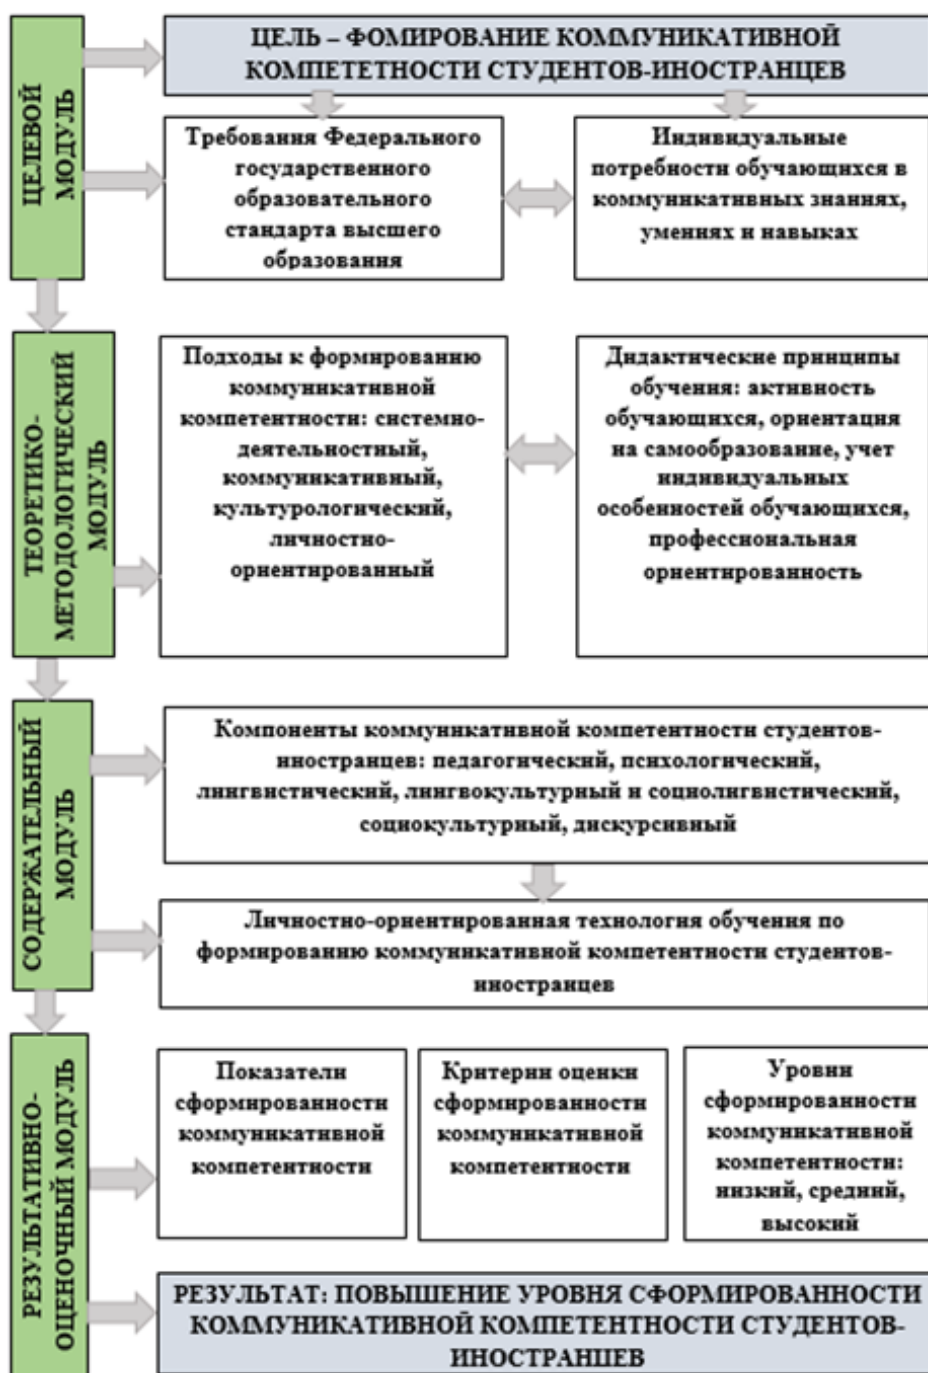 ЦЕЛЕВОЙ
МОДУЛЬ
ЦЕЛЬ – ФОМИРОВАНИЕ КОММУНИКАТИВНОЙ
КОМПЕТЕТНОСТИ СТУДЕНТОВ-ИНОСТРАНЦЕВ
Требования Федерального
государственного
образовательного
стандарта высшего
образования
Индивидуальные
потребности обучающихся в
коммуникативных знаниях,
умениях и навыках
ТЕОРЕТИКО-
МЕТОДОЛОГИЧЕСКИЙ
МОДУЛЬ
Подходы к формированию
коммуникативной
компетентности: системно-
деятельностный,
коммуникативный,
культурологический,
личностно-
ориентированный
Дидактические принципы
обучения: активность
обучающихся, ориентация
на самообразование, учет
индивидуальных
особенностей обучающихся,
профессиональная
ориентированность
СОДЕРЖАТЕЛЬНЫЙ
МОДУЛЬ
Компоненты коммуникативной компетентности студентов-
иностранцев: педагогический, психологический,
лингвистический, лингвокультурный и социолигвистический,
социокультурный, дискурсивный
Личностно-ориентированная технология обучения по
формированию коммуникативной компетентности студентов-
иностранцев
РЕЗУЛЬТАТИВНО-
ОЦЕНОЧНЫЙ МОДУЛЬ
Показатели
сформированности
коммуникативной
компетентности
Критерии оценки
сформированности
коммуникативной
компетентности
Уровни
сформированности
коммуникативной
компетентности:
низкий, средний,
высокий
РЕЗУЛЬТАТ: ПОВЫШЕНИЕ УРОВНЯ СФОРМИРОВАННОСТИ
КОММУНИКАТИВНОЙ КОМПЕТЕНТНОСТИ СТУДЕНТОВ-
ИНОСТРАНЦЕВ